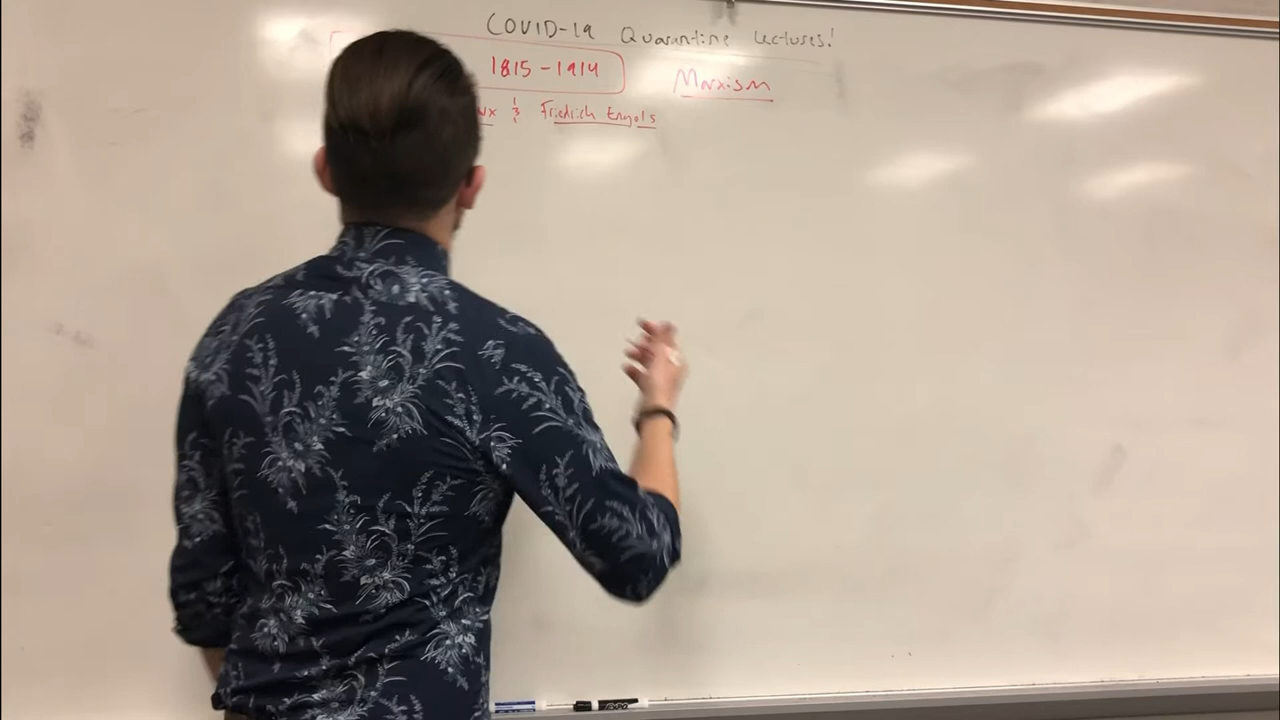 COVID-19 Quarantine Lectures!
1815-1914 Marxism
& Friedrich Engels